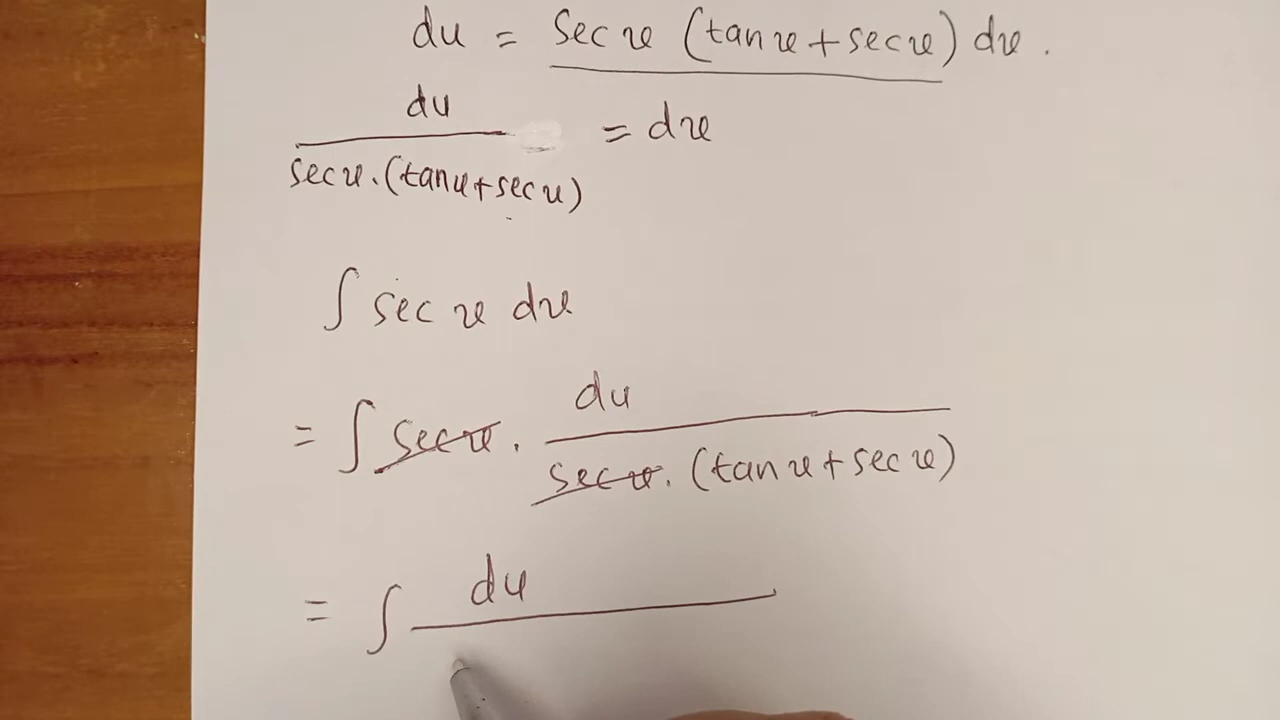 du = sec x (tan x + sec x) dx.
du
———————— = dx
sec x . (tan x + sec x)
∫ sec x dx
= ∫ sec x . du
————————
sec x . (tan x + sec x)
= ∫ du
————————